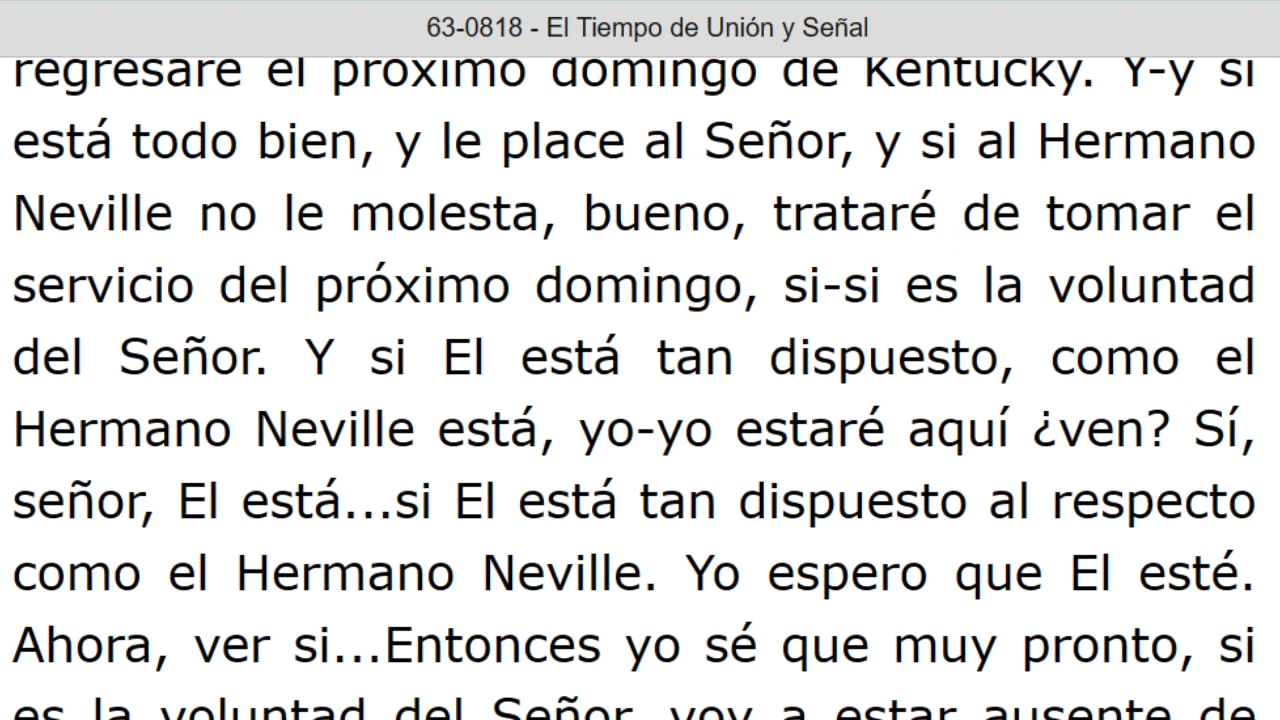 63-0818 - El Tiempo de Unión y Señal
regresaré el próximo domingo de Kentucky. Y-y si
está todo bien, y le place al Señor, y si al Hermano
Neville no le molesta, bueno, trataré de tomar el
servicio del próximo domingo, si-si es la voluntad
del Señor. Y si El está tan dispuesto, como el
Hermano Neville está, yo-yo estaré aquí ¿ven? Sí,
señor, El está...si El está tan dispuesto al respecto
como el Hermano Neville. Yo espero que El esté.
Ahora, ver si...Entonces yo sé que muy pronto, si
es la voluntad del Señor, voy a estar ausente de